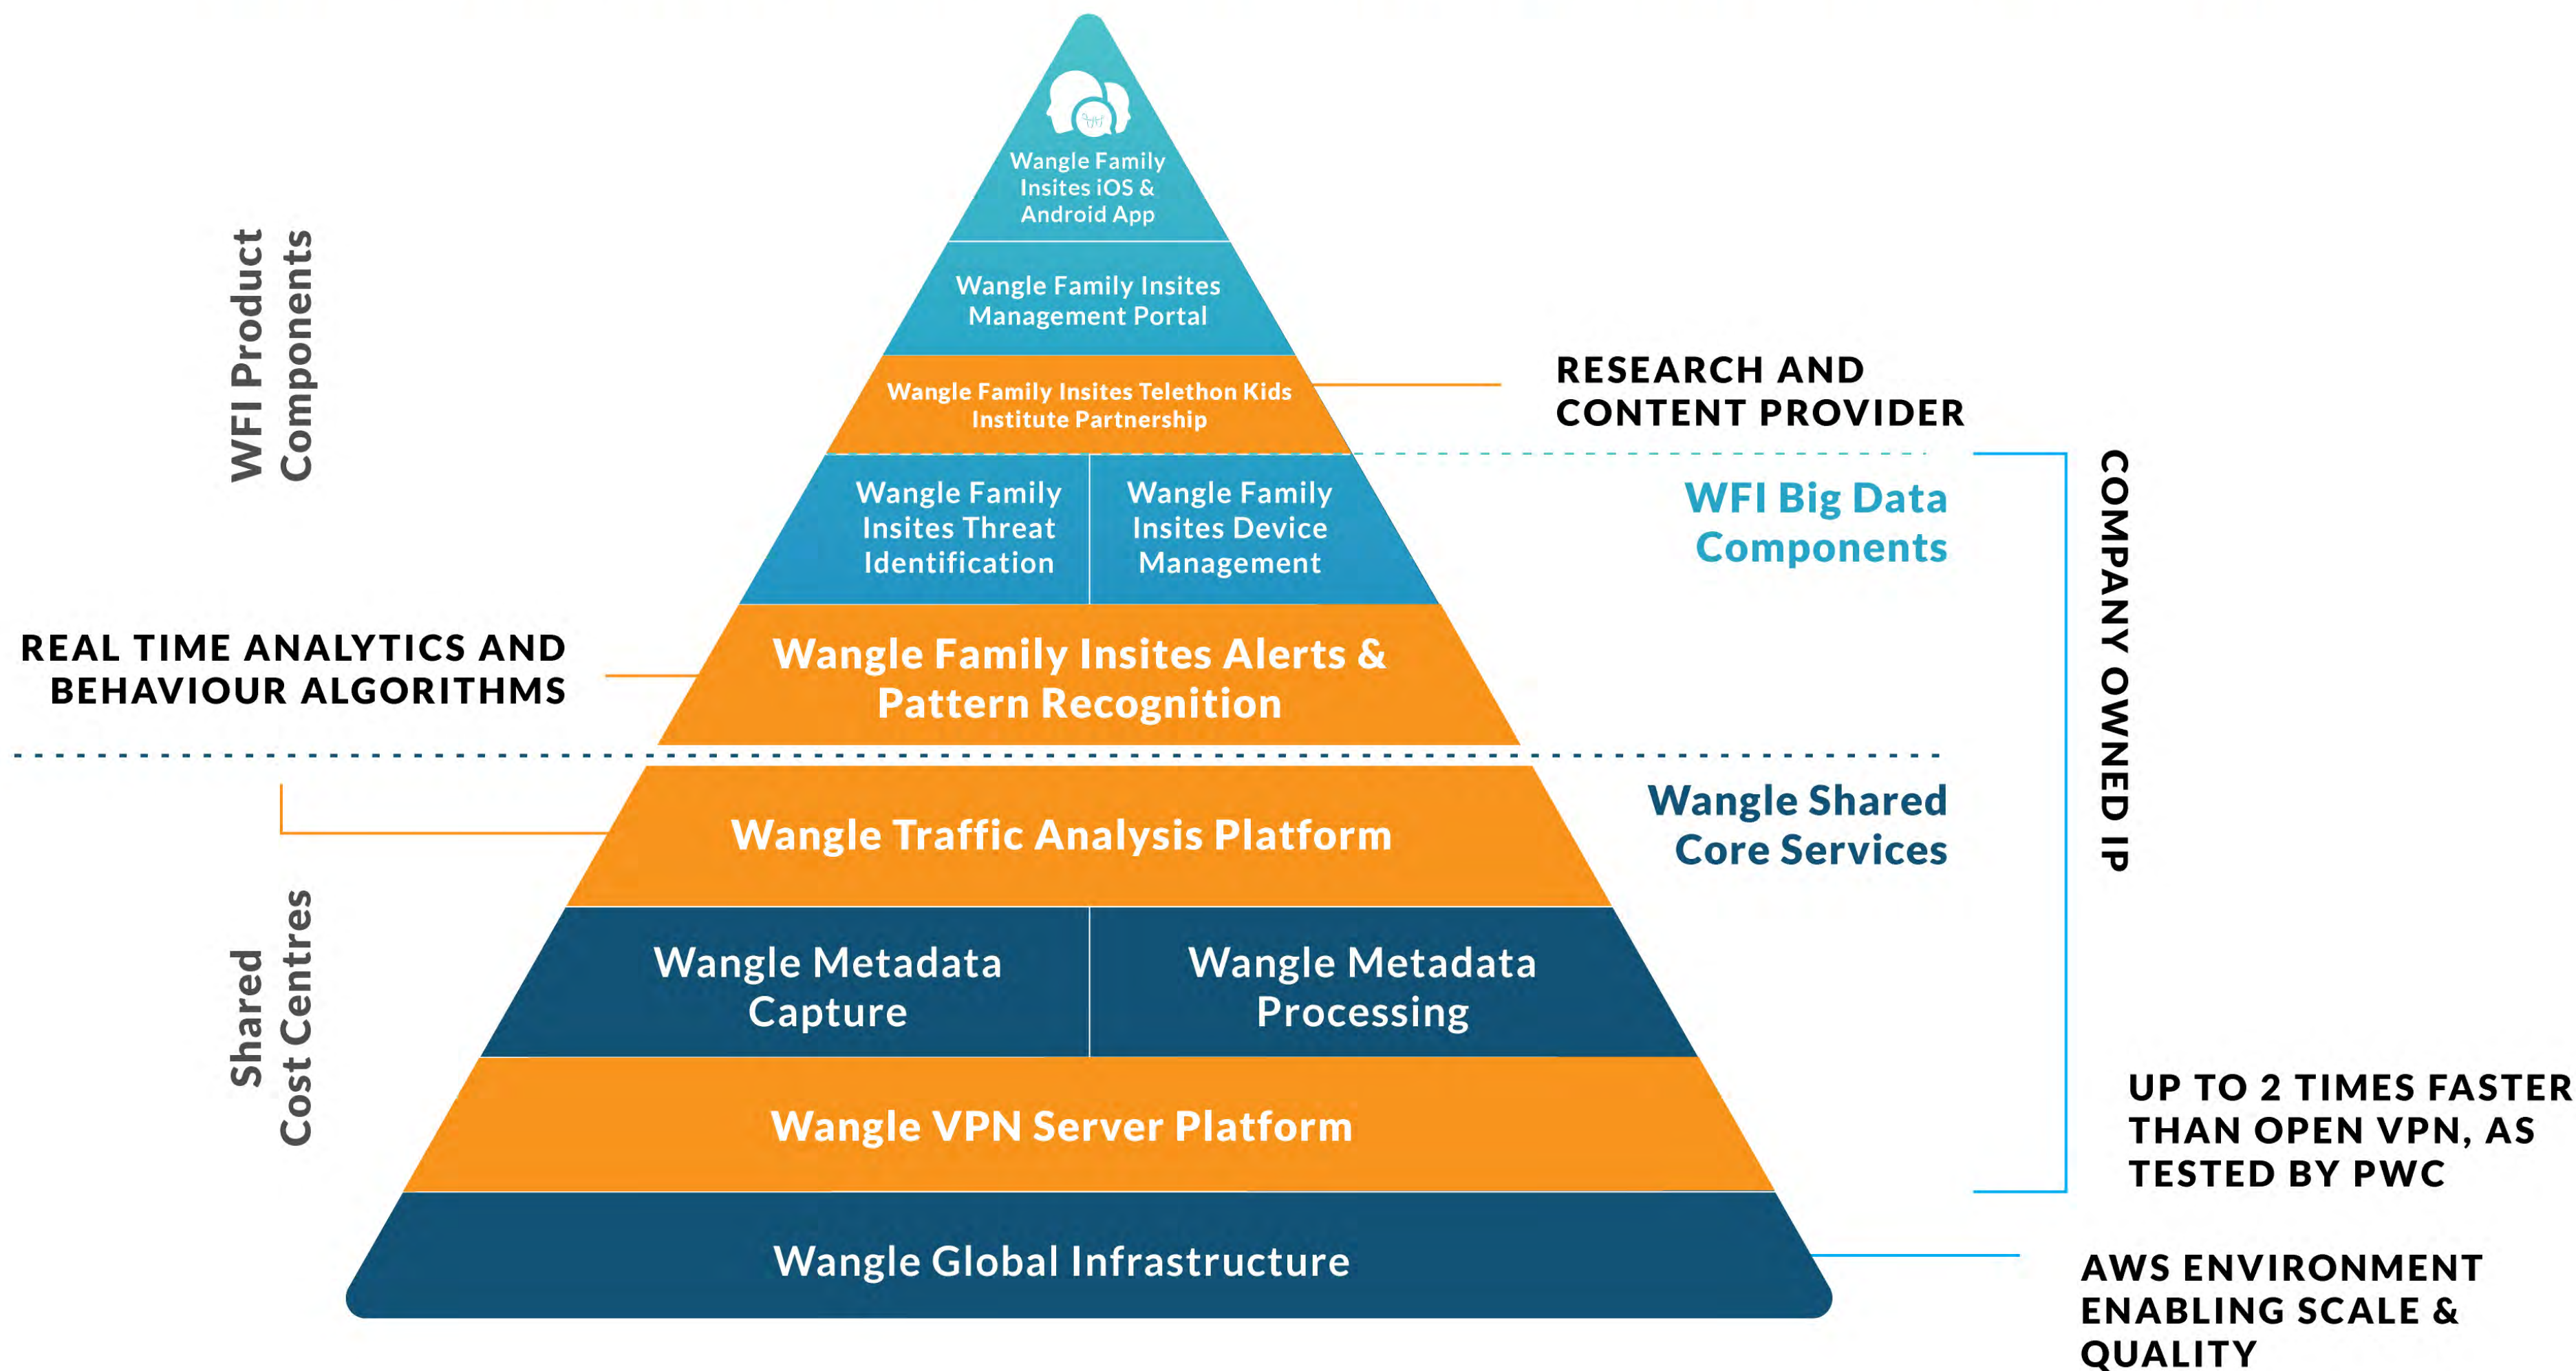 Wangle Family
Insites iOS &
Android App
Wangle Family Insites
Management Portal
WFI Product
Components
Wangle Family Insites Telethon Kids
Institute Partnership
RESEARCH AND
CONTENT PROVIDER
Wangle Family
Insites Threat
Identification
Wangle Family
Insites Device
Management
WFI Big Data
Components
COMPANY OWNED IP
REAL TIME ANALYTICS AND
BEHAVIOUR ALGORITHMS
Wangle Family Insites Alerts &
Pattern Recognition
Wangle Traffic Analysis Platform
Wangle Shared
Core Services
Shared
Cost Centres
Wangle Metadata
Capture
Wangle Metadata
Processing
Wangle VPN Server Platform
UP TO 2 TIMES FASTER
THAN OPEN VPN, AS
TESTED BY PWC
Wangle Global Infrastructure
AWS ENVIRONMENT
ENABLING SCALE &
QUALITY